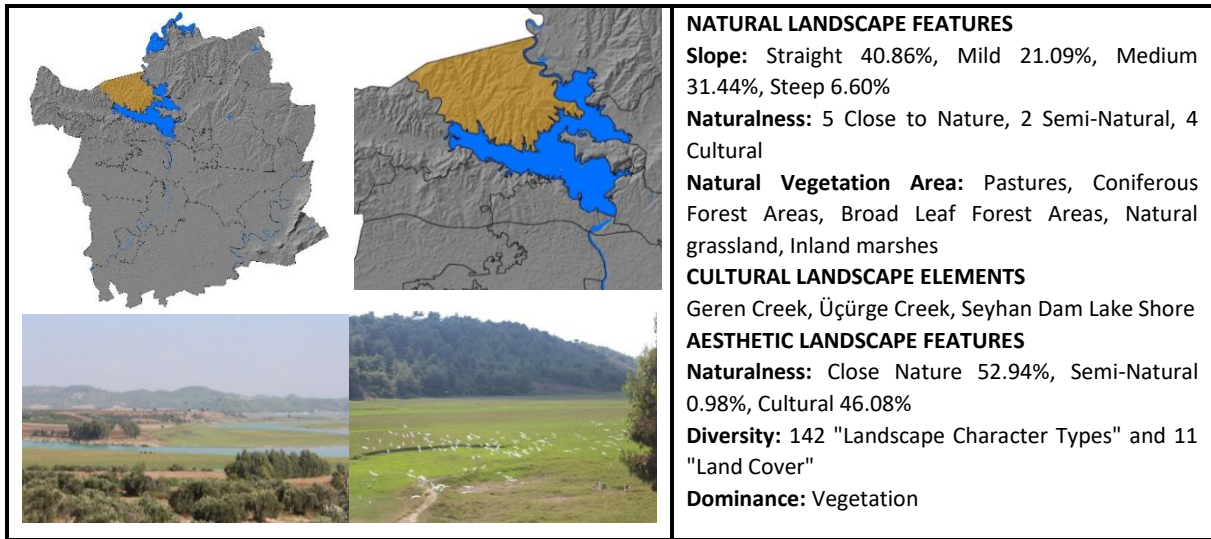 NATURAL LANDSCAPE FEATURES
Slope: Straight 40.86%, Mild 21.09%, Medium
31.44%, Steep 6.60%
Naturalness: 5 Close to Nature, 2 Semi-Natural, 4
Cultural
Natural Vegetation Area: Pastures, Coniferous
Forest Areas, Broad Leaf Forest Areas, Natural
grassland, Inland marshes
CULTURAL LANDSCAPE ELEMENTS
Geren Creek, Üçürge Creek, Seyhan Dam Lake Shore
AESTHETIC LANDSCAPE FEATURES
Naturalness: Close Nature 52.94%, Semi-Natural
0.98%, Cultural 46.08%
Diversity: 142 "Landscape Character Types" and 11
"Land Cover"
Dominance: Vegetation